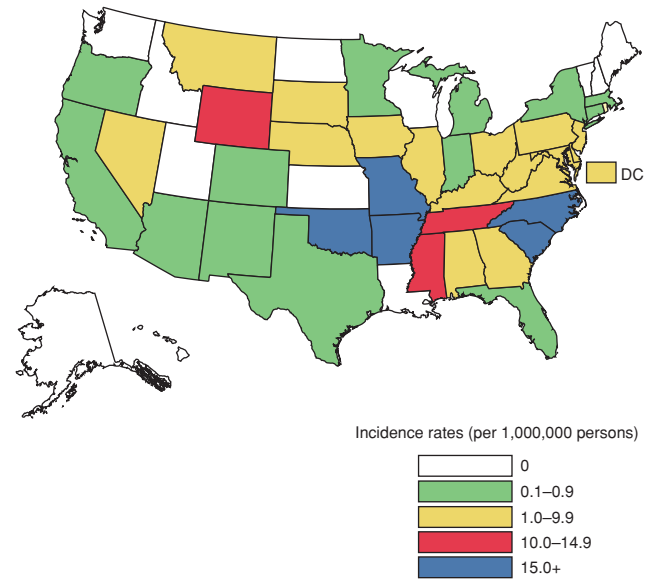 DC
Incidence rates (per 1,000,000 persons)
0
0.1–0.9
1.0–9.9
10.0–14.9
15.0+